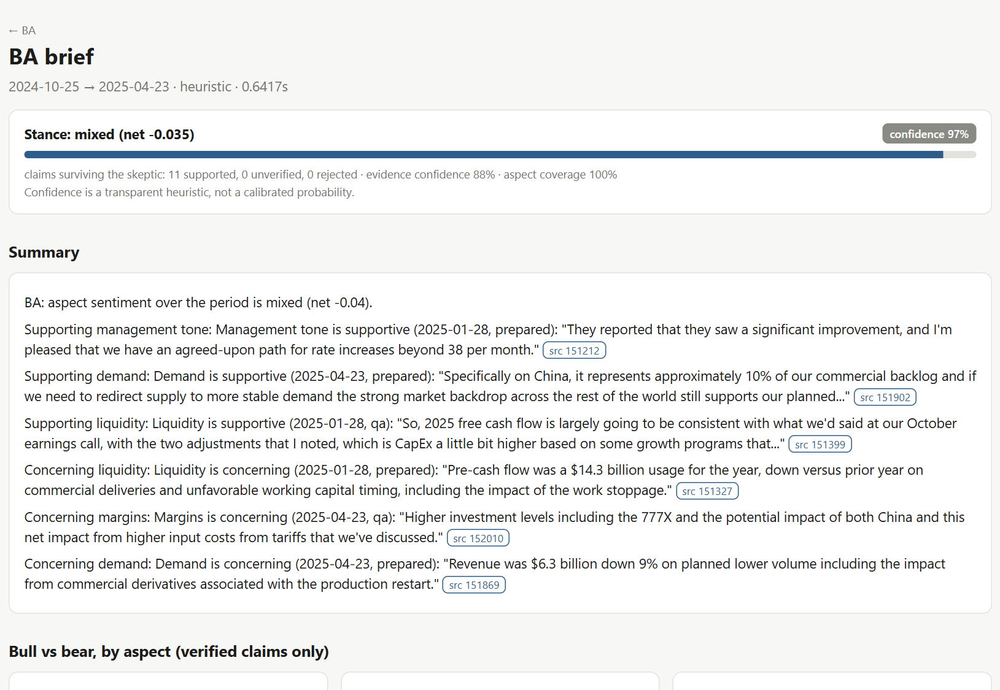 ← BA
BA brief
2024-10-25 → 2025-04-23 · heuristic · 0.6417s
Stance: mixed (net -0.035)
confidence 97%
claims surviving the skeptic: 11 supported, 0 unverified, 0 rejected · evidence confidence 88% · aspect coverage 100%
Confidence is a transparent heuristic, not a calibrated probability.
Summary
BA: aspect sentiment over the period is mixed (net -0.04).
Supporting management tone: Management tone is supportive (2025-01-28, prepared): "They reported that they saw a significant improvement, and I'm
pleased that we have an agreed-upon path for rate increases beyond 38 per month." src 151212
Supporting demand: Demand is supportive (2025-04-23, prepared): "Specifically on China, it represents approximately 10% of our commercial backlog and if
we need to redirect supply to more stable demand the strong market backdrop across the rest of the world still supports our planned..." src 151902
Supporting liquidity: Liquidity is supportive (2025-01-28, qa): "So, 2025 free cash flow is largely going to be consistent with what we'd said at our October
earnings call, with the two adjustments that I noted, which is CapEx a little bit higher based on some growth programs that..." src 151399
Concerning liquidity: Liquidity is concerning (2025-01-28, prepared): "Pre-cash flow was a $14.3 billion usage for the year, down versus prior year on
commercial deliveries and unfavorable working capital timing, including the impact of the work stoppage." src 151327
Concerning margins: Margins is concerning (2025-04-23, qa): "Higher investment levels including the 777X and the potential impact of both China and this
net impact from higher input costs from tariffs that we've discussed." src 152010
Concerning demand: Demand is concerning (2025-04-23, prepared): "Revenue was $6.3 billion down 9% on planned lower volume including the impact
from commercial derivatives associated with the production restart." src 151869
Bull vs bear, by aspect (verified claims only)